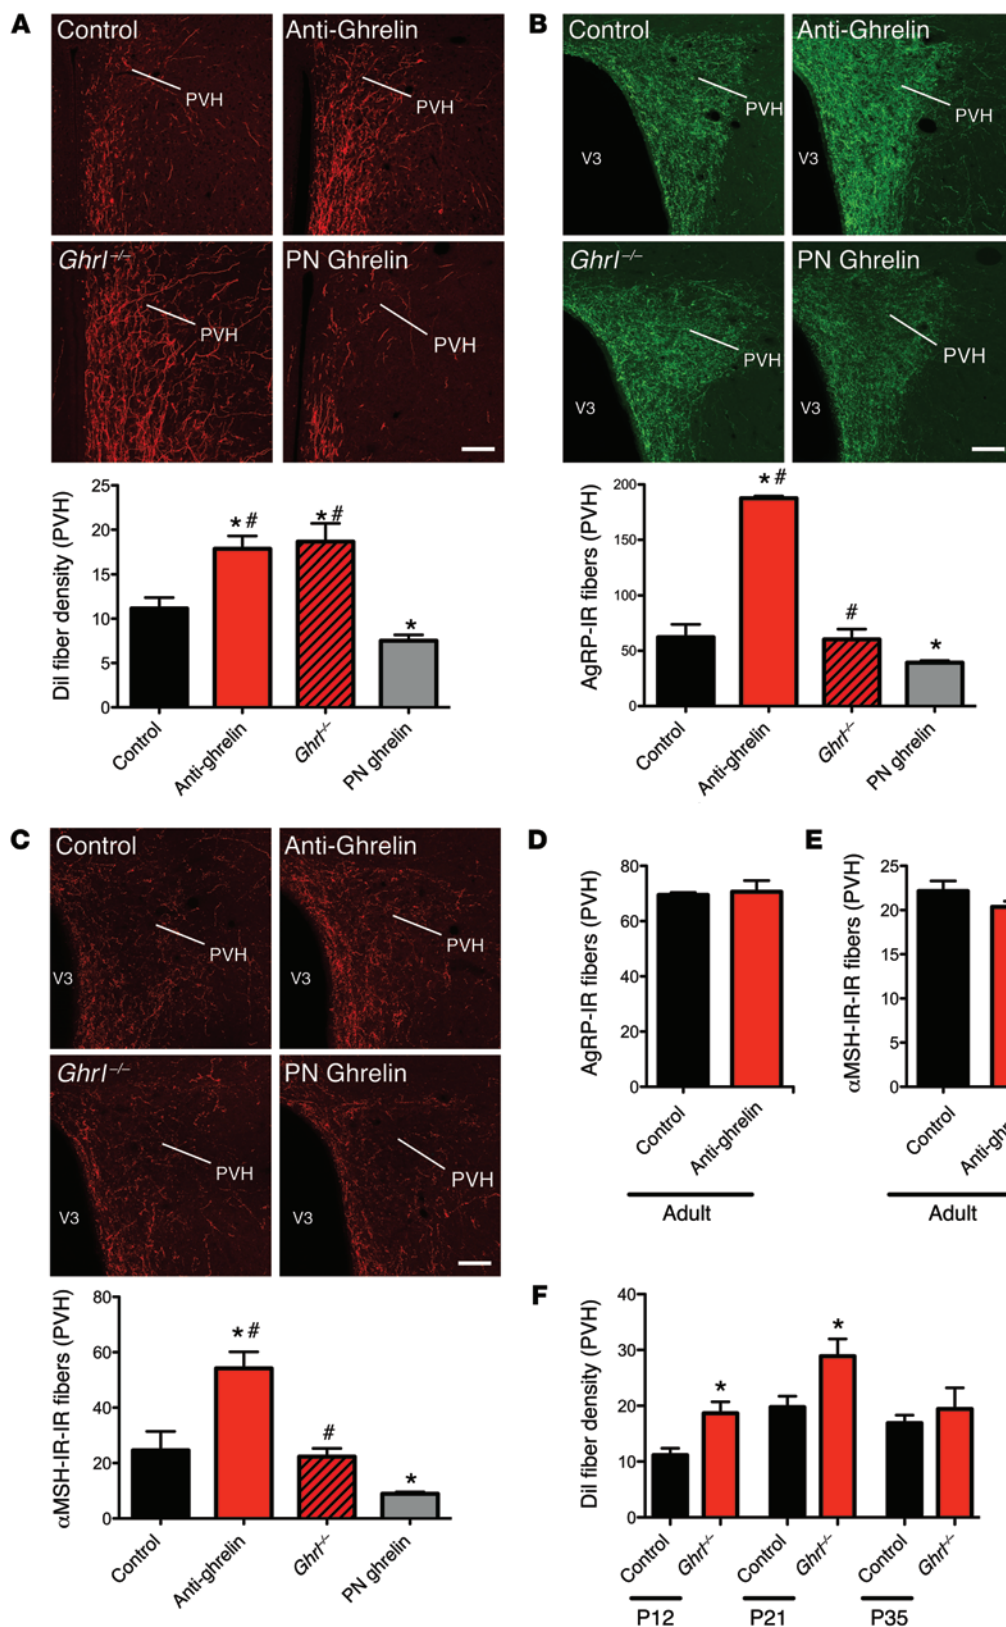 A
Control
Anti-Ghrelin
PVH
PVH
Ghrl−/−
PN Ghrelin
PVH
PVH
DiI fiber density (PVH)
25
20
15
10
5
0
* #
* #
*
Control
Anti-ghrelin
Ghrl−/−
PN ghrelin
B
Control
Anti-Ghrelin
PVH
PVH
V3
V3
Ghrl−/−
PN Ghrelin
PVH
PVH
V3
V3
AgRP-IR fibers (PVH)
200
150
100
50
0
* #
#
*
Control
Anti-ghrelin
Ghrl−/−
PN ghrelin
C
Control
Anti-Ghrelin
PVH
PVH
V3
V3
Ghrl−/−
PN Ghrelin
PVH
PVH
V3
V3
αMSH-IR-IR fibers (PVH)
80
60
40
20
0
* #
#
*
Control
Anti-ghrelin
Ghrl−/−
PN ghrelin
D
AgRP-IR fibers (PVH)
80
60
40
20
0
Control
Anti-ghrelin
Adult
E
αMSH-IR-IR fibers (PVH)
25
20
15
10
5
0
Control
Anti-ghr
Adult
F
DiI fiber density (PVH)
40
30
20
10
0
*
*
Control
Ghrl−/−
Control
Ghrl−/−
Control
Ghrl−/−
P12
P21
P35